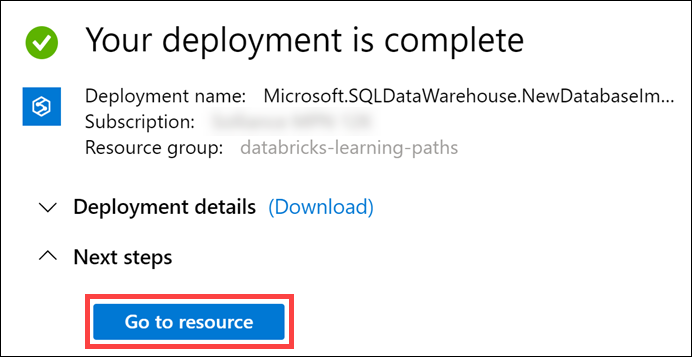 Your deployment is complete
Deployment name: Microsoft.SQLDataWarehouse.NewDatabaseIm...
Subscription:
Resource group: databricks-learning-paths
Deployment details (Download)
Next steps
Go to resource